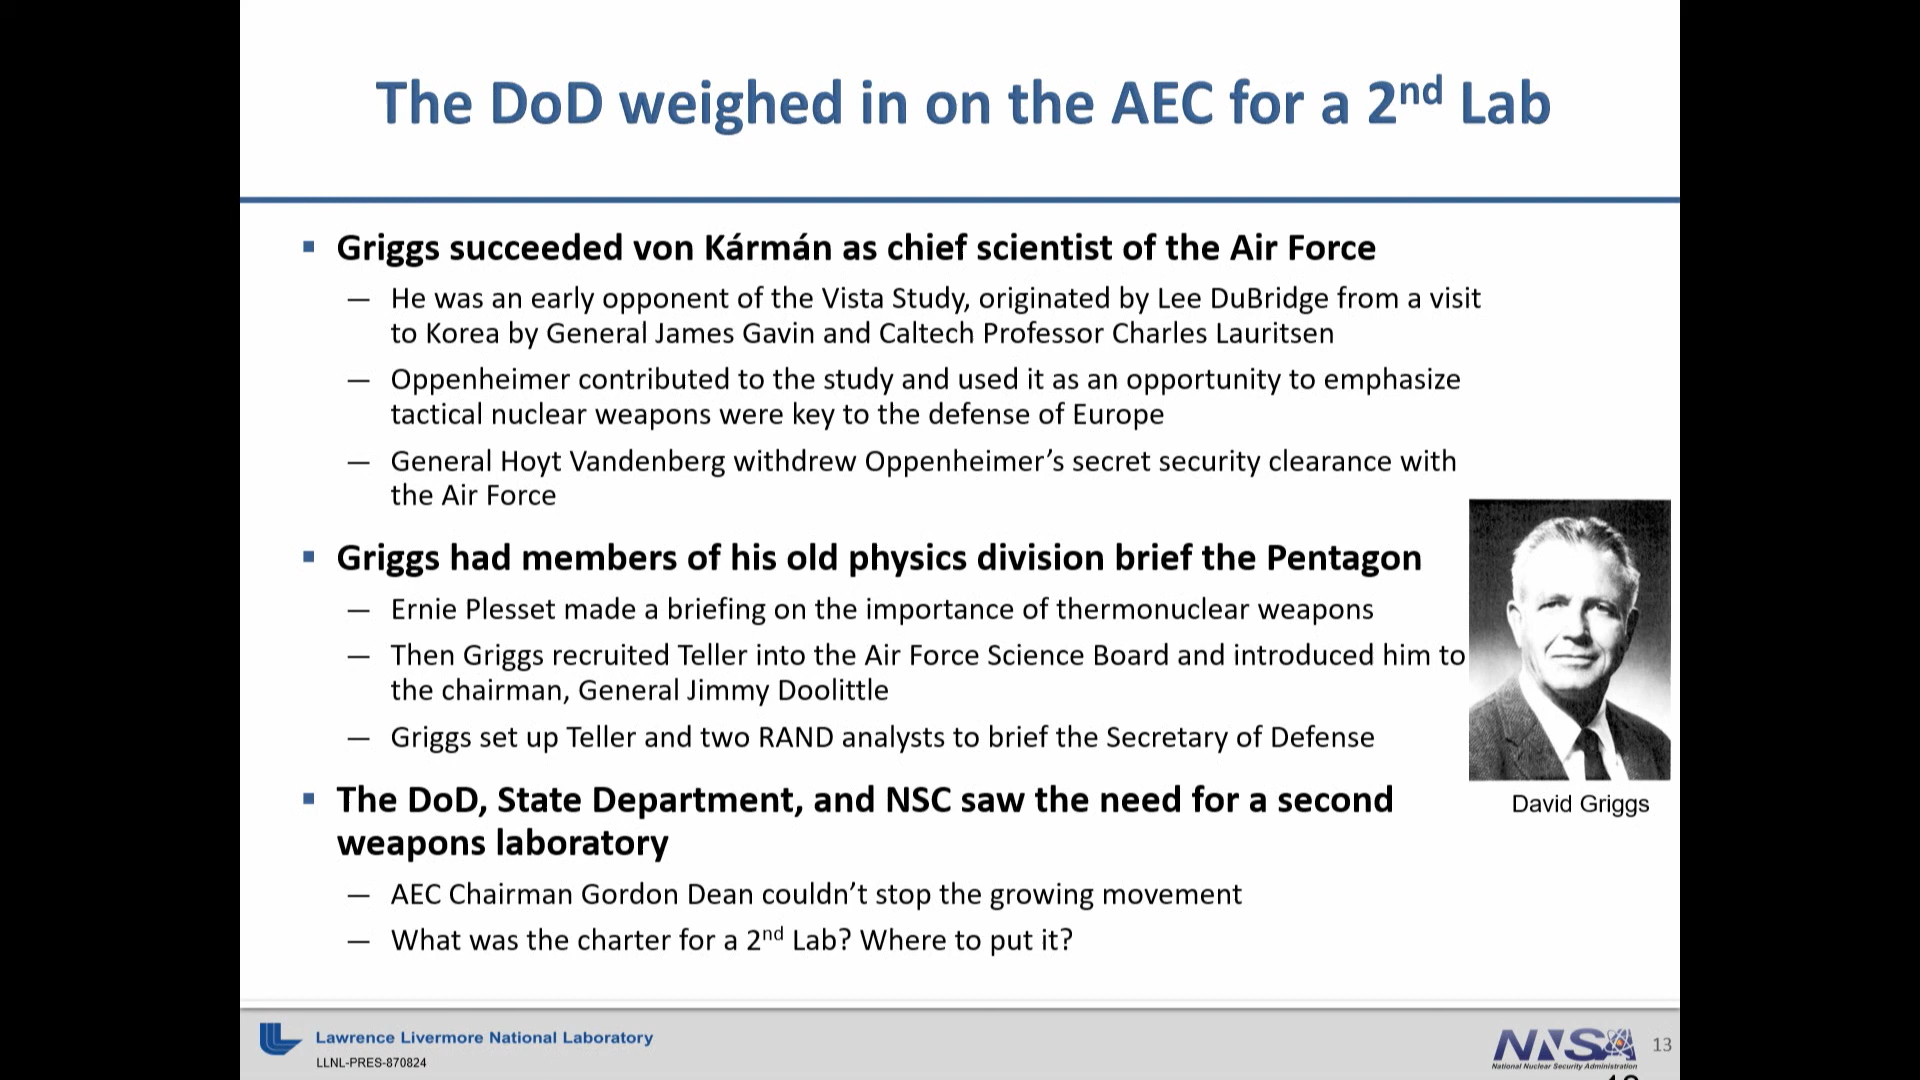 The DoD weighed in on the AEC for a 2nd Lab
▪ Griggs succeeded von Kármán as chief scientist of the Air Force
— He was an early opponent of the Vista Study, originated by Lee DuBridge from a visit
to Korea by General James Gavin and Caltech Professor Charles Lauritsen
— Oppenheimer contributed to the study and used it as an opportunity to emphasize
tactical nuclear weapons were key to the defense of Europe
— General Hoyt Vandenberg withdrew Oppenheimer’s secret security clearance with
the Air Force
▪ Griggs had members of his old physics division brief the Pentagon
— Ernie Plesset made a briefing on the importance of thermonuclear weapons
— Then Griggs recruited Teller into the Air Force Science Board and introduced him to
the chairman, General Jimmy Doolittle
— Griggs set up Teller and two RAND analysts to brief the Secretary of Defense
David Griggs
▪ The DoD, State Department, and NSC saw the need for a second
weapons laboratory
— AEC Chairman Gordon Dean couldn’t stop the growing movement
— What was the charter for a 2nd Lab? Where to put it?
Lawrence Livermore National Laboratory
LLNL-PRES-870824
NNSA
National Nuclear Security Administration
13